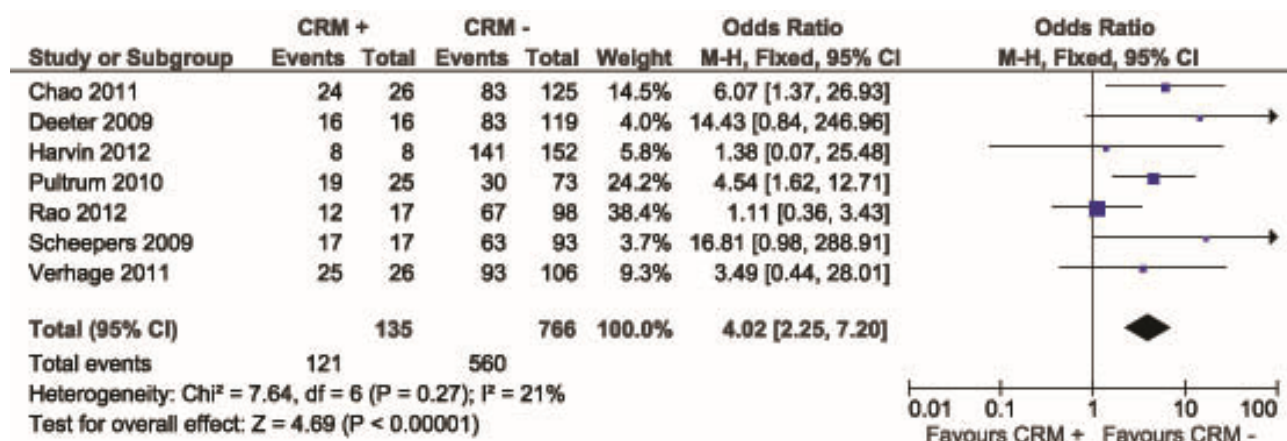 CRM + CRM - Odds Ratio Odds Ratio
Study or Subgroup Events Total Events Total Weight M-H, Fixed, 95% CI M-H, Fixed, 95% CI
Chao 2011 24 26 83 125 14.5% 6.07 [1.37, 26.93]
Deeter 2009 16 16 83 119 4.0% 14.43 [0.84, 246.96]
Harvin 2012 8 8 141 152 5.8% 1.38 [0.07, 25.48]
Pultrum 2010 19 25 30 73 24.2% 4.54 [1.62, 12.71]
Rao 2012 12 17 67 98 38.4% 1.11 [0.36, 3.43]
Scheepers 2009 17 17 63 93 3.7% 16.81 [0.98, 288.91]
Verhage 2011 25 26 93 106 9.3% 3.49 [0.44, 28.01]
Total (95% CI) 135 766 100.0% 4.02 [2.25, 7.20]
Total events 121 560
Heterogeneity: Chi² = 7.64, df = 6 (P = 0.27); I² = 21%
Test for overall effect: Z = 4.69 (P < 0.00001)
0.01 0.1 1 10 100
Favours CRM + Favours CRM -